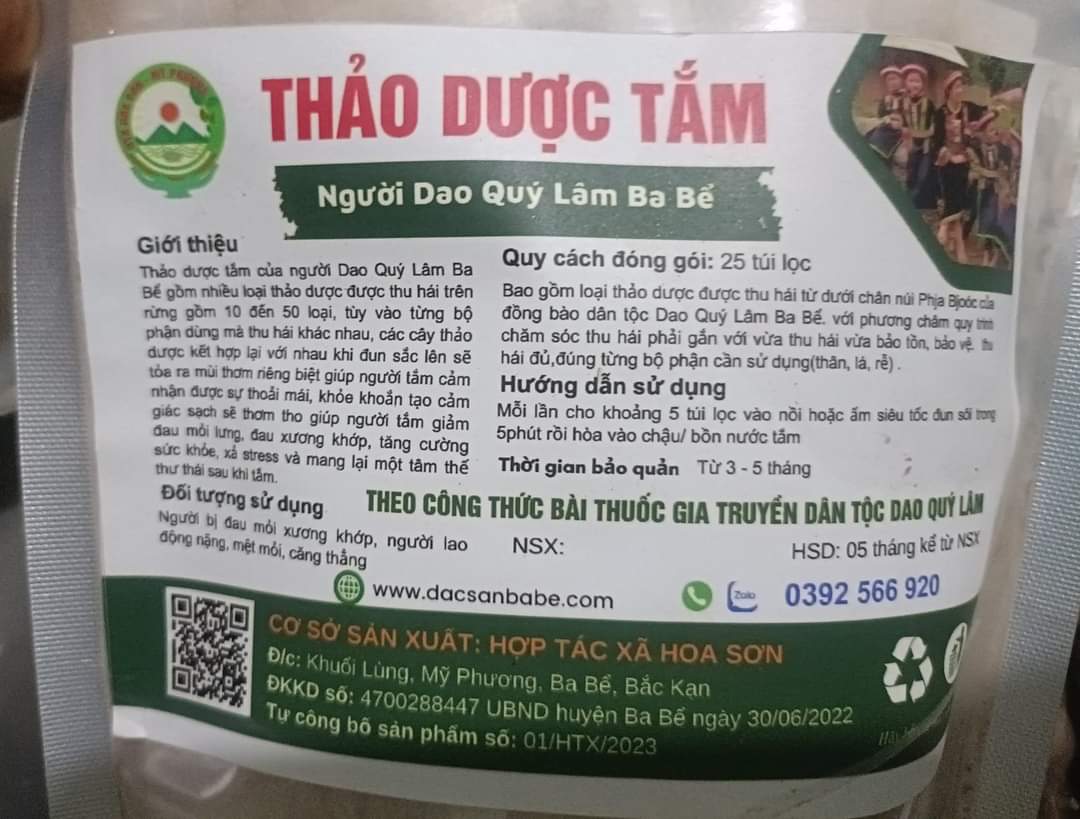 THẢO DƯỢC TẮM
Người Dao Quý Lâm Ba Bể
Giới thiệu
Thảo dược tắm của người Dao Quý Lâm Ba
Bể gồm nhiều loại thảo dược được thu hái trên
rừng gồm 10 đến 50 loại, tùy vào từng bộ
phận dùng mà thu hái khác nhau, các cây thảo
dược kết hợp lại với nhau khi đun sắc lên sẽ
tỏa ra mùi thơm riêng biệt giúp người tắm cảm
nhận được sự thoải mái, khỏe khoắn tạo cảm
giác sạch sẽ thơm tho giúp người tắm giảm
đau mỏi lưng, đau xương khớp, tăng cường
sức khỏe, xả stress và mang lại một tâm thế
thư thái sau khi tắm.
Đối tượng sử dụng
Người bị đau mỏi xương khớp, người lao
động nặng, mệt mỏi, căng thẳng
Quy cách đóng gói: 25 túi lọc
Bao gồm loại thảo dược được thu hái từ dưới chân núi Phja Bjoóc của
đồng bào dân tộc Dao Quý Lâm Ba Bể. với phương châm quy trình
chăm sóc thu hái phải gắn với vừa thu hái vừa bảo tồn, bảo vệ. thu
hái đủ,đúng từng bộ phận cần sử dụng(thân, lá, rễ) .
Hướng dẫn sử dụng
Mỗi lần cho khoảng 5 túi lọc vào nồi hoặc ấm siêu tốc đun sôi trong
5phút rồi hòa vào chậu/ bồn nước tắm
Thời gian bảo quản Từ 3 - 5 tháng
THEO CÔNG THỨC BÀI THUỐC GIA TRUYỀN DÂN TỘC DAO QUÝ LÂM
NSX: HSD: 05 tháng kể từ NSX
www.dacsanbabe.com Zalo 0392 566 920
CƠ SỞ SẢN XUẤT: HỢP TÁC XÃ HOA SƠN
Đ/c: Khuổi Lùng, Mỹ Phương, Ba Bể, Bắc Kạn
ĐKKD số: 4700288447 UBND huyện Ba Bể ngày 30/06/2022
Tự công bố sản phẩm số: 01/HTX/2023